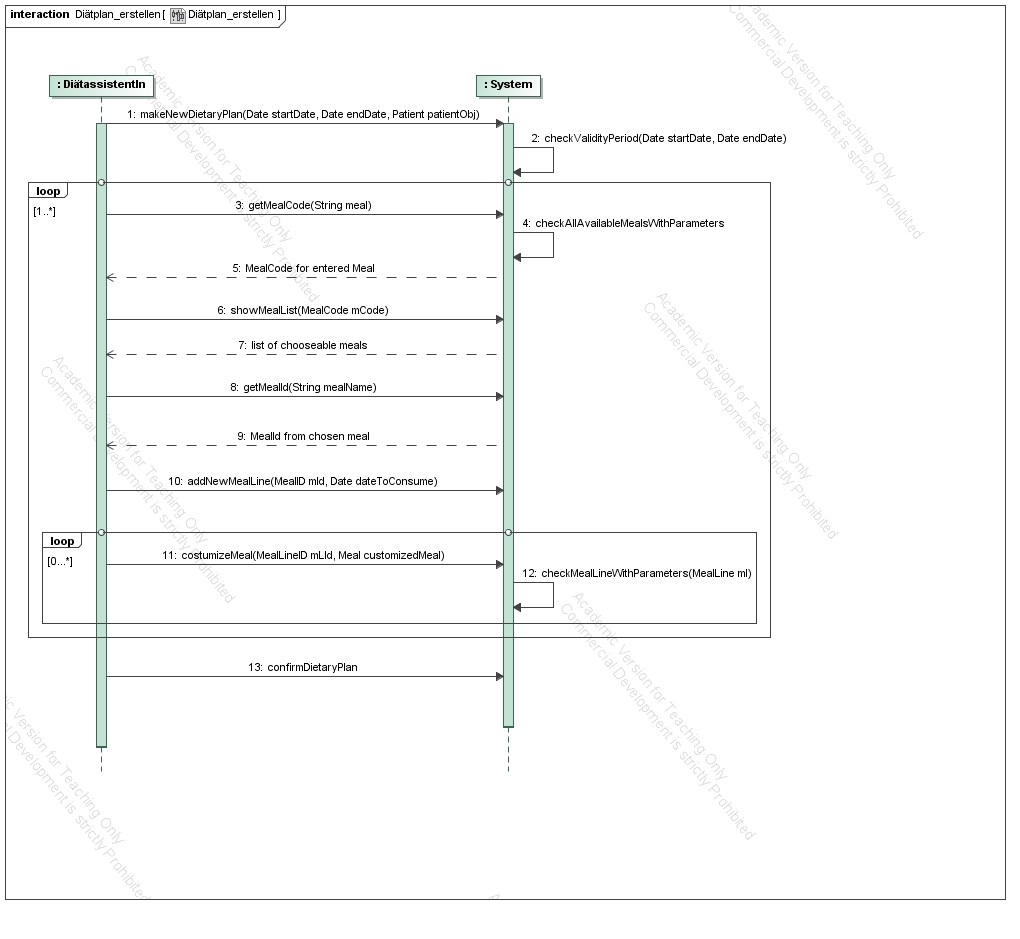 interaction Diätplan_erstellen [ Diätplan_erstellen ]
: DiätassistentIn
: System
1: makeNewDietaryPlan(Date startDate, Date endDate, Patient patientObj)
2: checkValidityPeriod(Date startDate, Date endDate)
loop
[1..*]
3: getMealCode(String meal)
4: checkAllAvailableMealsWithParameters
5: MealCode for entered Meal
6: showMealList(MealCode mCode)
7: list of chooseable meals
8: getMealId(String mealName)
9: MealId from chosen meal
10: addNewMealLine(MealID mId, Date dateToConsume)
loop
[0...*]
11: costumizeMeal(MealLineID mLId, Meal customizedMeal)
12: checkMealLineWithParameters(MealLine ml)
13: confirmDietaryPlan
Academic Version for Teaching Only
Commercial Development is strictly Prohibited
Academic Version for Teaching Only
Commercial Development is strictly Prohibited
Academic Version for Teaching Only
Commercial Development is strictly Prohibited
Academic Version for Teaching Only
Commercial Development is strictly Prohibited
Academic Version for Teaching Only
Commercial Development is strictly Prohibited
Version for Teaching Only
Development is strictly Prohibited